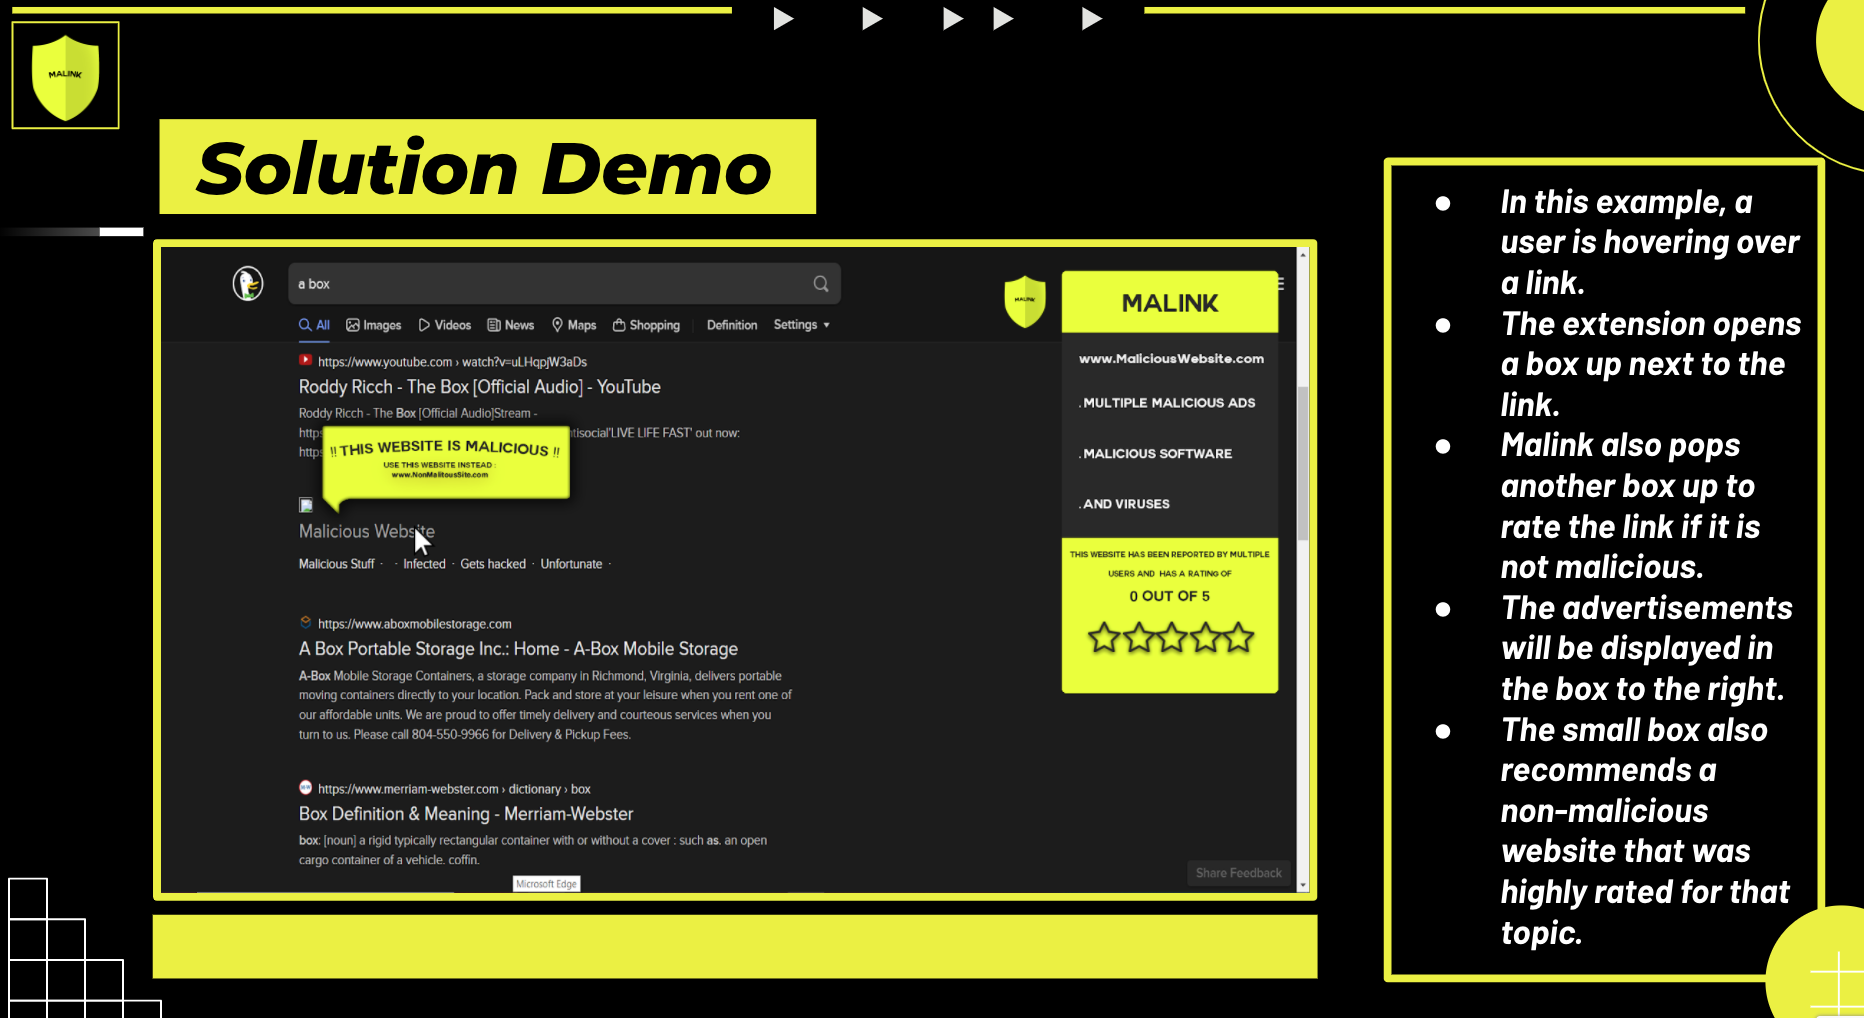 MALINK
Solution Demo
a box
All Images Videos News Maps Shopping Definition Settings
https://www.youtube.com › watch?v=uLHqpjW3aDs
Roddy Ricch - The Box [Official Audio] - YouTube
Roddy Ricch - The Box [Official Audio]Stream -
https tisocial'LIVE LIFE FAST' out now:
https
!! THIS WEBSITE IS MALICIOUS !!
USE THIS WEBSITE INSTEAD :
www.NonMalitousSite.com
Malicious Website
Malicious Stuff · · Infected · Gets hacked · Unfortunate ·
https://www.aboxmobilestorage.com
A Box Portable Storage Inc.: Home - A-Box Mobile Storage
A-Box Mobile Storage Containers, a storage company in Richmond, Virginia, delivers portable
moving containers directly to your location. Pack and store at your leisure when you rent one of
our affordable units. We are proud to offer timely delivery and courteous services when you
turn to us. Please call 804-550-9966 for Delivery & Pickup Fees.
https://www.merriam-webster.com › dictionary › box
Box Definition & Meaning - Merriam-Webster
box: [noun] a rigid typically rectangular container with or without a cover : such as. an open
cargo container of a vehicle. coffin.
Microsoft Edge
Share Feedback
MALINK
MALINK
www.MaliciousWebsite.com
.MULTIPLE MALICIOUS ADS
.MALICIOUS SOFTWARE
.AND VIRUSES
THIS WEBSITE HAS BEEN REPORTED BY MULTIPLE
USERS AND HAS A RATING OF
0 OUT OF 5
● In this example, a
user is hovering over
a link.
● The extension opens
a box up next to the
link.
● Malink also pops
another box up to
rate the link if it is
not malicious.
● The advertisements
will be displayed in
the box to the right.
● The small box also
recommends a
non-malicious
website that was
highly rated for that
topic.